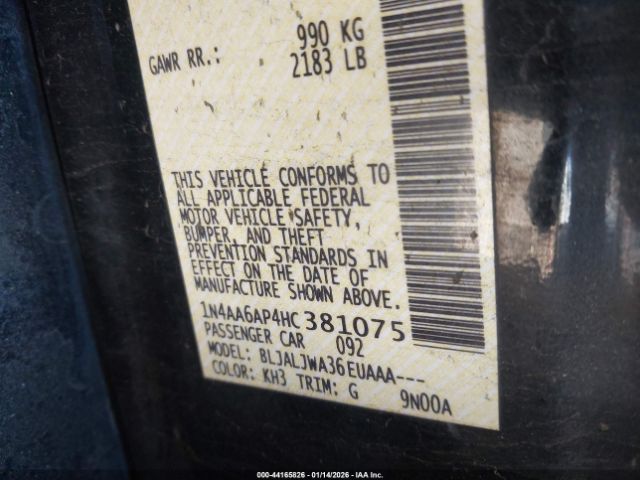 990 KG
GAWR RR.: 2183 LB
THIS VEHICLE CONFORMS TO
ALL APPLICABLE FEDERAL
MOTOR VEHICLE SAFETY,
BUMPER, AND THEFT
PREVENTION STANDARDS IN
EFFECT ON THE DATE OF
MANUFACTURE SHOWN ABOVE.
1N4AA6AP4HC381075
PASSENGER CAR 092
MODEL: BLJALJWA36EUAAA---
COLOR: KH3 TRIM: G 9N00A
000-44165826 | 01/14/2026 | IAA Inc.